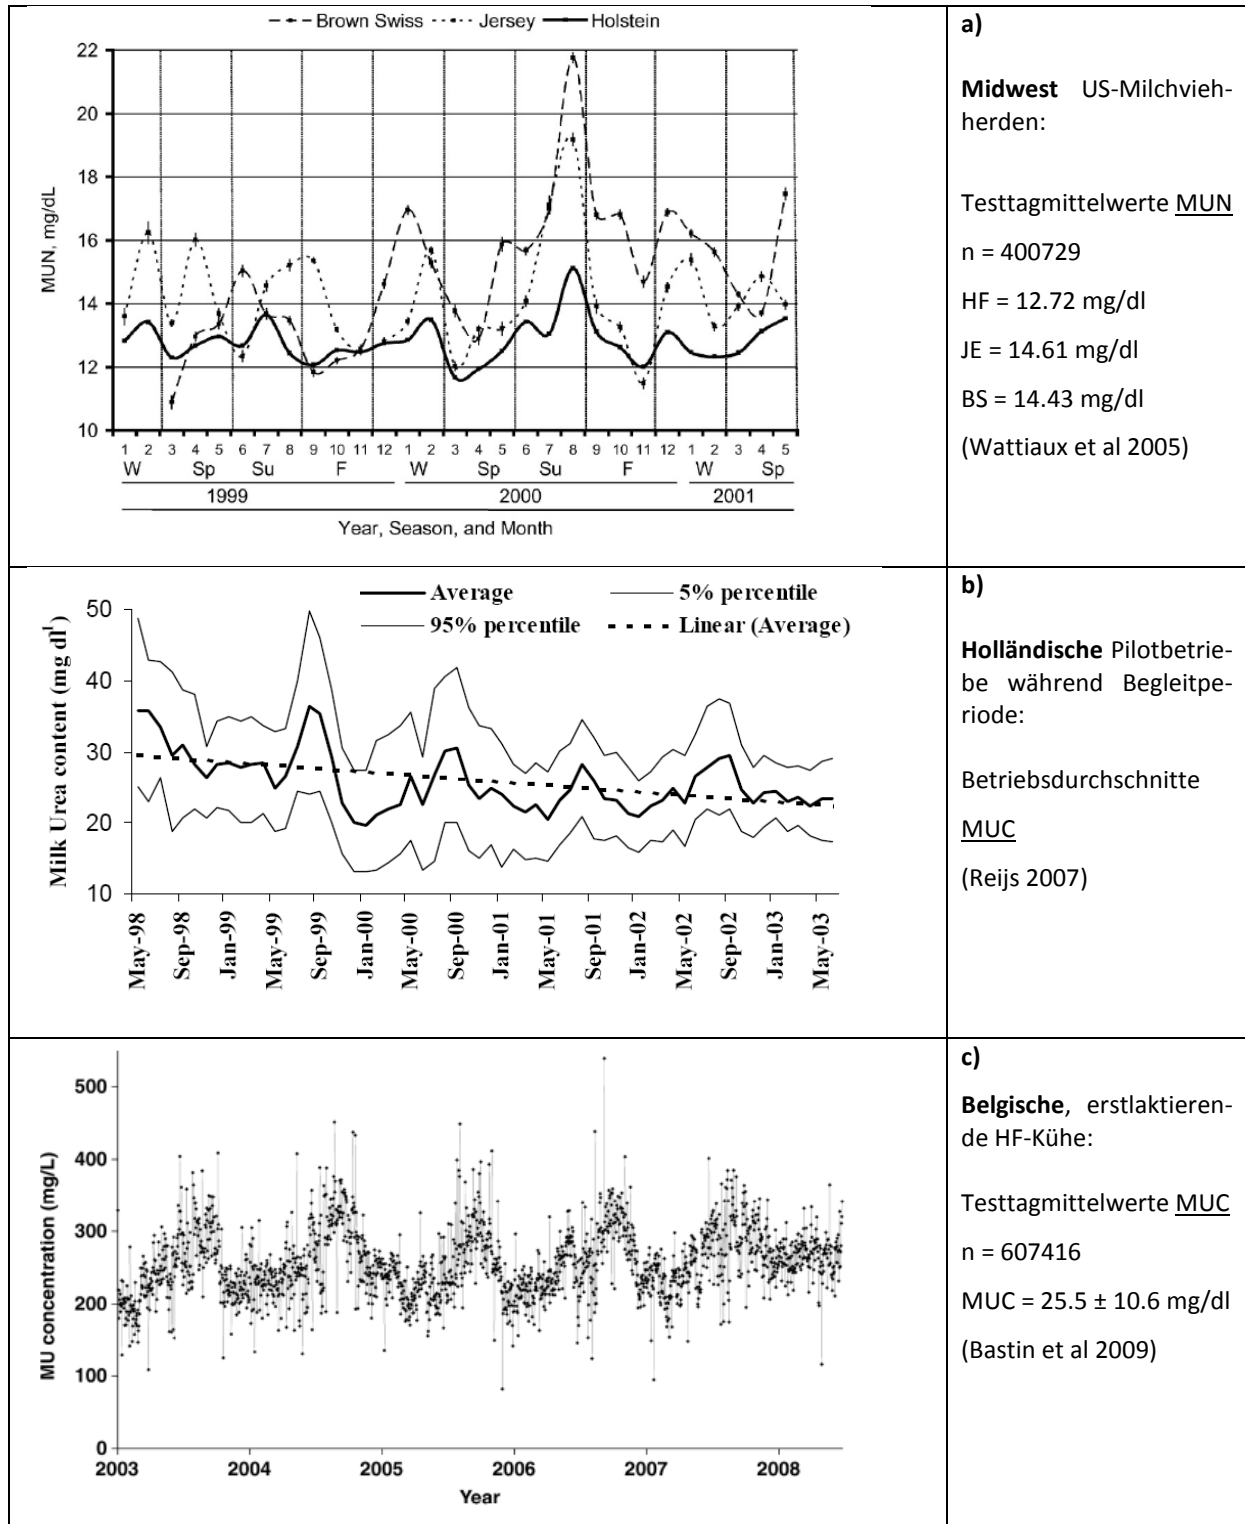 Brown Swiss Jersey Holstein
22
20
18
16
14
12
10
MUN, mg/dL
1 2 3 4 5 6 7 8 9 10 11 12 1 2 3 4 5 6 7 8 9 10 11 12 1 2 3 4 5
W Sp Su F W Sp Su F W Sp
1999 2000 2001
Year, Season, and Month
a)
Midwest US-Milchvieh-
herden:
Testtagmittelwerte MUN
n = 400729
HF = 12.72 mg/dl
JE = 14.61 mg/dl
BS = 14.43 mg/dl
(Wattiaux et al 2005)
Average 5% percentile
95% percentile Linear (Average)
50
40
30
20
10
Milk Urea content (mg dl¹)
May-98 Sep-98 Jan-99 May-99 Sep-99 Jan-00 May-00 Sep-00 Jan-01 May-01 Sep-01 Jan-02 May-02 Sep-02 Jan-03 May-03
b)
Holländische Pilotbetrie-
be während Begleitpe-
riode:
Betriebsdurchschnitte
MUC
(Reijs 2007)
500
400
300
200
100
0
MU concentration (mg/L)
2003 2004 2005 2006 2007 2008
Year
c)
Belgische, erstlaktieren-
de HF-Kühe:
Testtagmittelwerte MUC
n = 607416
MUC = 25.5 ± 10.6 mg/dl
(Bastin et al 2009)